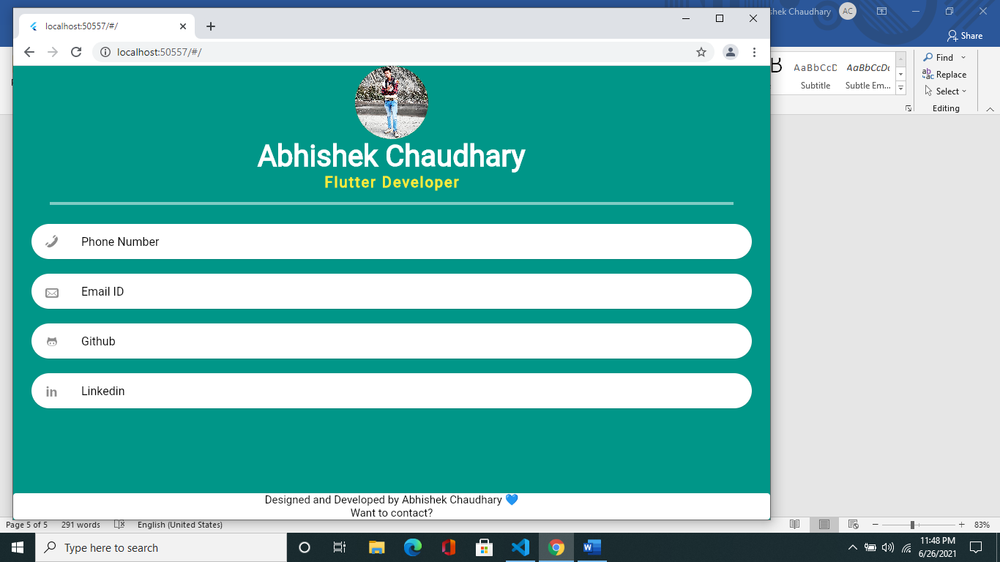 localhost:50557/#/
shek Chaudhary AC
Share
localhost:50557/#/
Find
Replace
Select
Editing
AaBbCcD AaBbCcDc
Subtitle Subtle Em...
Abhishek Chaudhary
Flutter Developer
Phone Number
Email ID
Github
in Linkedin
Designed and Developed by Abhishek Chaudhary 💙
Want to contact?
Page 5 of 5 291 words English (United States) 83%
Type here to search
11:48 PM
6/26/2021